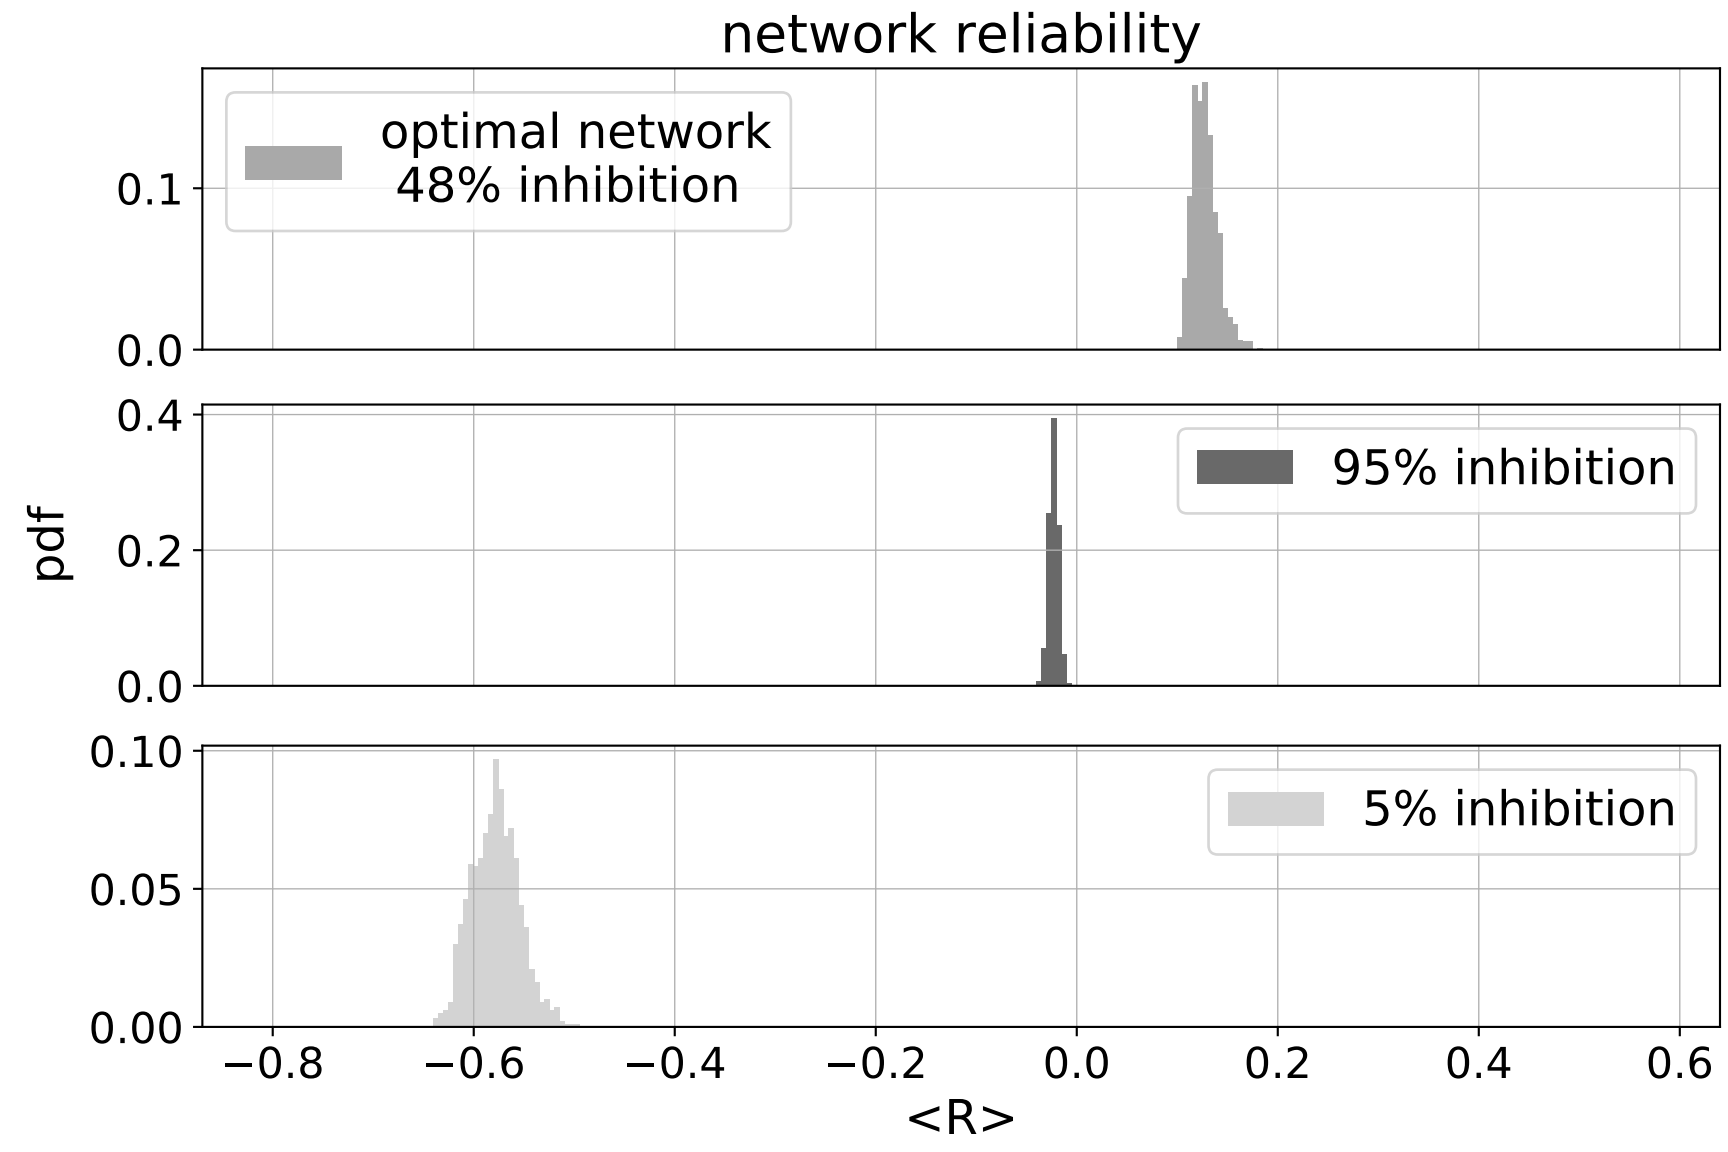 network reliability
optimal network
48% inhibition
0.1
0.0
0.4
95% inhibition
0.2
0.0
pdf
0.10
5% inhibition
0.05
0.00
−0.8 −0.6 −0.4 −0.2 0.0 0.2 0.4 0.6
<R>